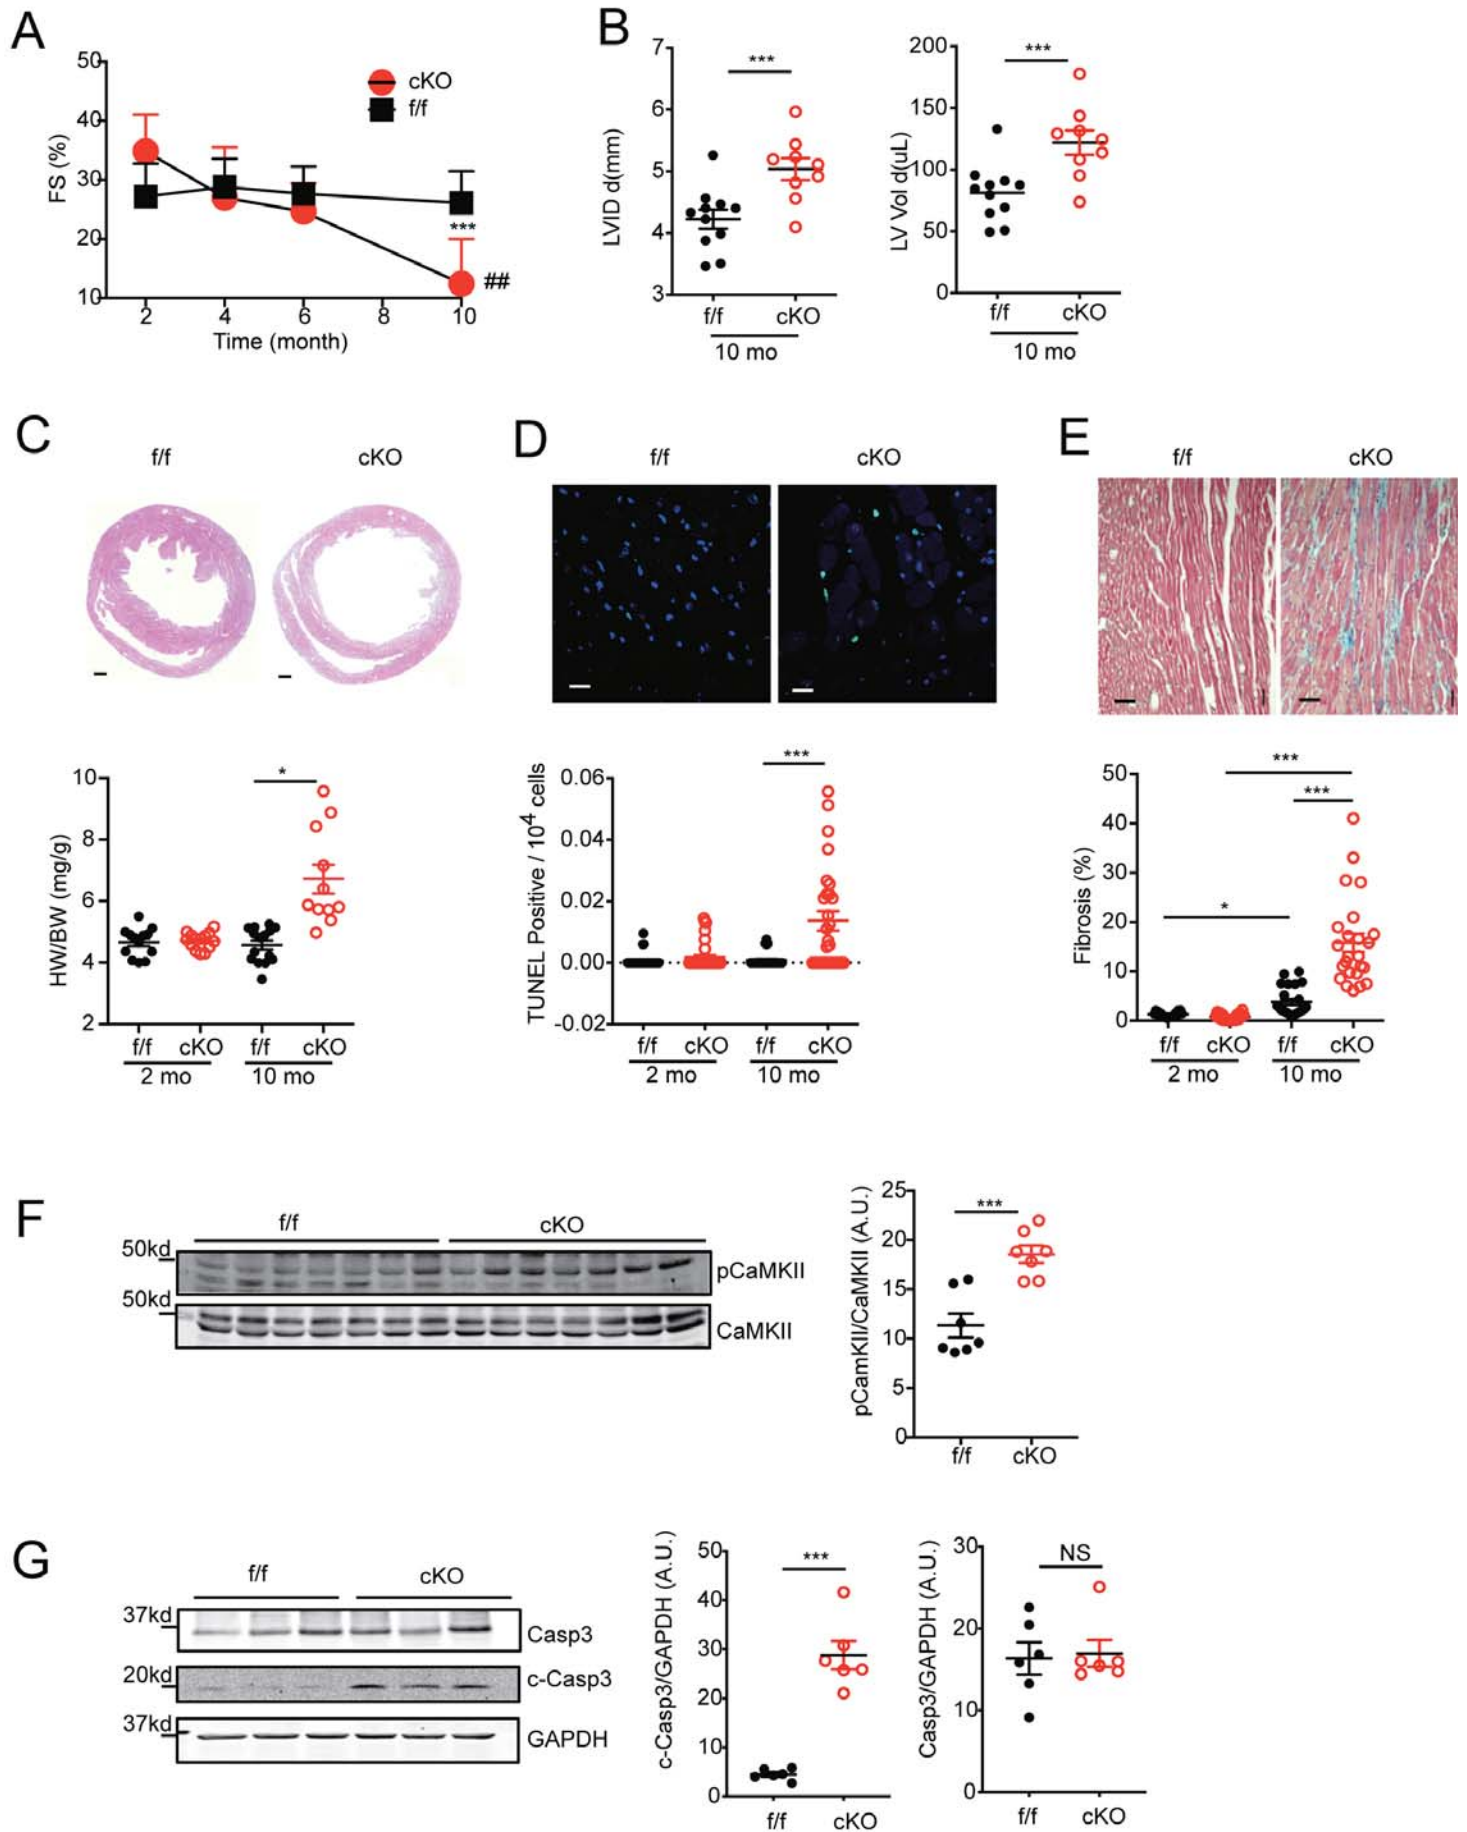 A
50
40
30
20
10
FS (%)
cKO
f/f
***
##
2 4 6 8 10
Time (month)
B
7
6
5
4
3
LVID d(mm)
***
f/f cKO
10 mo
200
150
100
50
0
LV Vol d(uL)
***
f/f cKO
10 mo
C
f/f cKO
10
8
6
4
2
HW/BW (mg/g)
*
f/f cKO f/f cKO
2 mo 10 mo
D
f/f cKO
0.06
0.04
0.02
0.00
-0.02
TUNEL Positive / 10⁴ cells
***
f/f cKO f/f cKO
2 mo 10 mo
E
f/f cKO
50
40
30
20
10
0
Fibrosis (%)
***
***
*
f/f cKO f/f cKO
2 mo 10 mo
F
f/f cKO
50kd
pCaMKII
50kd
CaMKII
25
20
15
10
5
0
pCamKII/CaMKII (A.U.)
***
f/f cKO
G
f/f cKO
37kd
Casp3
20kd
c-Casp3
37kd
GAPDH
50
40
30
20
10
0
c-Casp3/GAPDH (A.U.)
***
f/f cKO
30
20
10
0
Casp3/GAPDH (A.U.)
NS
f/f cKO